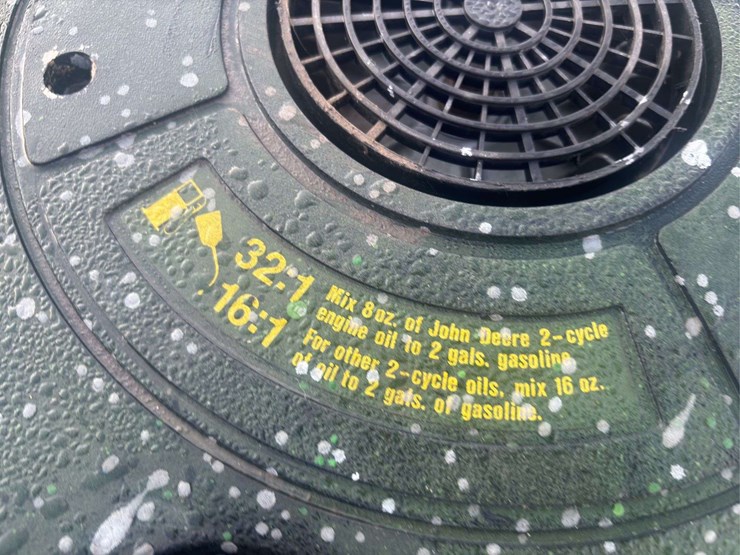 32:1 Mix 8 oz. of John Deere 2-cycle
engine oil to 2 gals. gasoline
16:1 For other 2-cycle oils, mix 16 oz.
of oil to 2 gals. of gasoline.